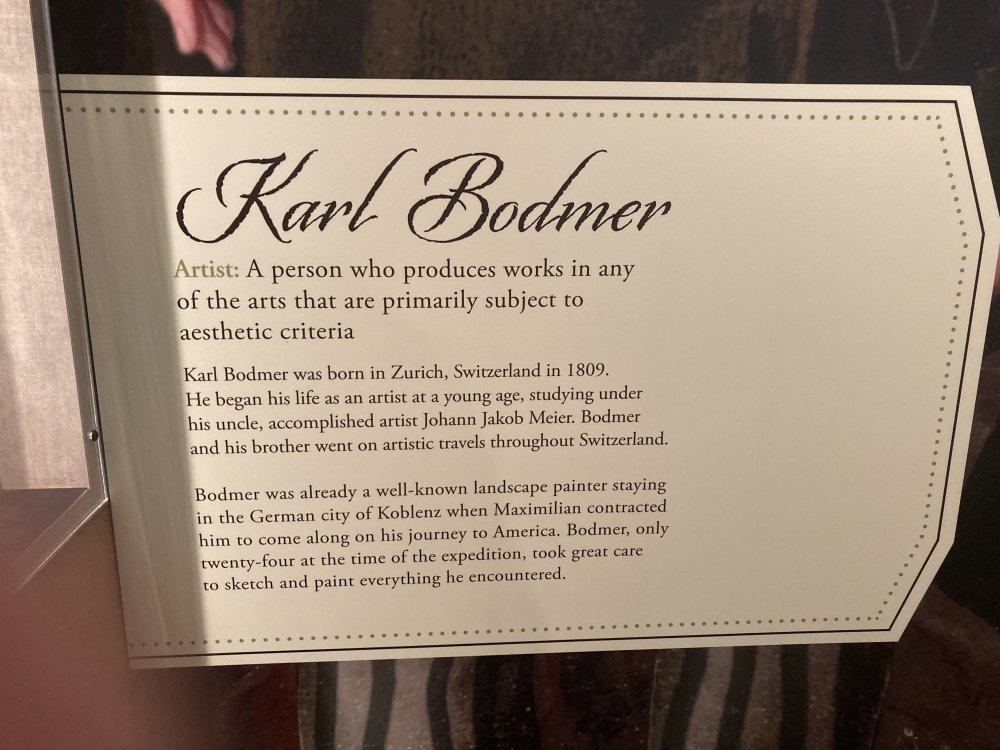 Karl Bodmer
Artist: A person who produces works in any
of the arts that are primarily subject to
aesthetic criteria
Karl Bodmer was born in Zurich, Switzerland in 1809.
He began his life as an artist at a young age, studying under
his uncle, accomplished artist Johann Jakob Meier. Bodmer
and his brother went on artistic travels throughout Switzerland.
Bodmer was already a well-known landscape painter staying
in the German city of Koblenz when Maximilian contracted
him to come along on his journey to America. Bodmer, only
twenty-four at the time of the expedition, took great care
to sketch and paint everything he encountered.